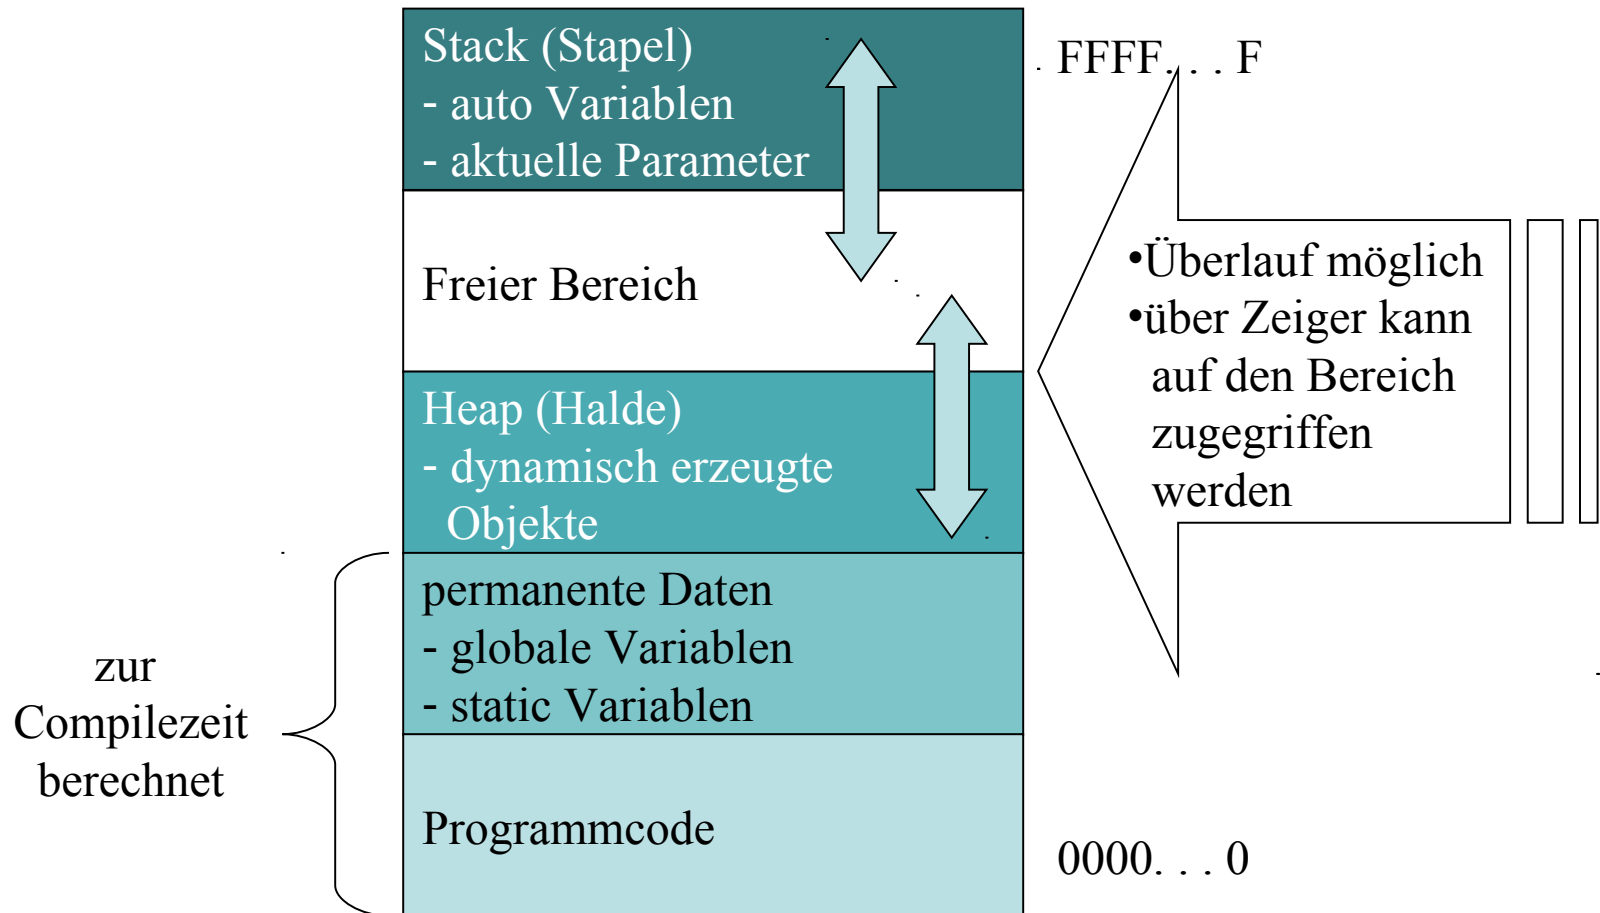 Stack (Stapel)
- auto Variablen
- aktuelle Parameter
Freier Bereich
Heap (Halde)
- dynamisch erzeugte
Objekte
permanente Daten
- globale Variablen
- static Variablen
Programmcode
zur
Compilezeit
berechnet
FFFF. . . F
•Überlauf möglich
•über Zeiger kann
auf den Bereich
zugegriffen
werden
0000. . . 0